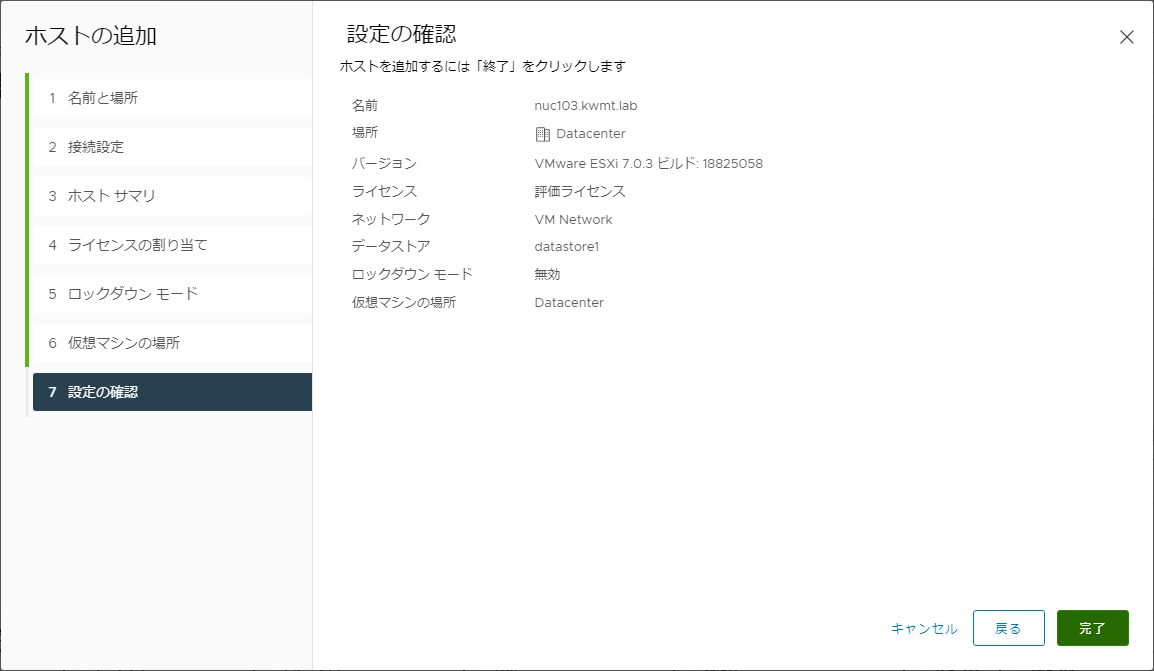 ホストの追加
1 名前と場所
2 接続設定
3 ホスト サマリ
4 ライセンスの割り当て
5 ロックダウン モード
6 仮想マシンの場所
7 設定の確認
設定の確認
ホストを追加するには「終了」をクリックします
名前 nuc103.kwmt.lab
場所 Datacenter
バージョン VMware ESXi 7.0.3 ビルド: 18825058
ライセンス 評価ライセンス
ネットワーク VM Network
データストア datastore1
ロックダウン モード 無効
仮想マシンの場所 Datacenter
キャンセル 戻る 完了